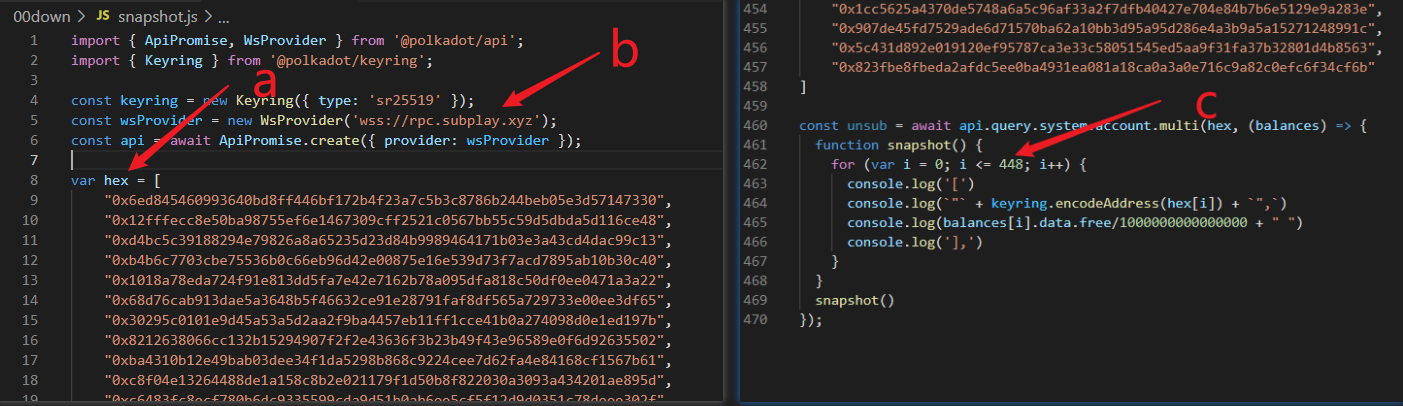 00down > JS snapshot.js > ...
1 import { ApiPromise, WsProvider } from '@polkadot/api';
2 import { Keyring } from '@polkadot/keyring';
3
4 const keyring = new Keyring({ type: 'sr25519' });
5 const wsProvider = new WsProvider('wss://rpc.subplay.xyz');
6 const api = await ApiPromise.create({ provider: wsProvider });
7
8 var hex = [
9 "0x6ed845460993640bd8ff446bf172b4f23a7c5b3c8786b244beb05e3d57147330",
10 "0x12fffecc8e50ba98755ef6e1467309cff2521c0567bb55c59d5dbda5d116ce48",
11 "0xd4bc5c39188294e79826a8a65235d23d84b9989464171b03e3a43cd4dac99c13",
12 "0xb4b6c7703cbe75536b0c66eb96d42e00875e16e539d73f7acd7895ab10b30c40",
13 "0x1018a78eda724f91e813dd5fa7e42e7162b78a095dfa818c50df0ee0471a3a22",
14 "0x68d76cab913dae5a3648b5f46632ce91e28791faf8df565a729733e00ee3df65",
15 "0x30295c0101e9d45a53a5d2aa2f9ba4457eb11ff1cce41b0a274098d0e1ed197b",
16 "0x8212638066cc132b15294907f2f2e43636f3b23b49f43e96589e0f6d92635502",
17 "0xba4310b12e49bab03dee34f1da5298b868c9224cee7d62fa4e84168cf1567b61",
18 "0xc8f04e13264488de1a158c8b2e021179f1d50b8f822030a3093a434201ae895d",
19
a
b
454 "0x1cc5625a4370de5748a6a5c96af33a2f7dfb40427e704e84b7b6e5129e9a283e",
455 "0x907de45fd7529ade6d71570ba62a10bb3d95a95d286e4a3b9a5a15271248991c",
456 "0x5c431d892e019120ef95787ca3e33c58051545ed5aa9f31fa37b32801d4b8563",
457 "0x823fbe8fbeda2afdc5ee0ba4931ea081a18ca0a3a0e716c9a82c0efc6f34cf6b"
458 ]
459
460 const unsub = await api.query.system.account.multi(hex, (balances) => {
461 function snapshot() {
462 for (var i = 0; i <= 448; i++) {
463 console.log('[')
464 console.log(`"` + keyring.encodeAddress(hex[i]) + `",`)
465 console.log(balances[i].data.free/1000000000000000 + " ")
466 console.log('],')
467 }
468 }
469 snapshot()
470 });
c